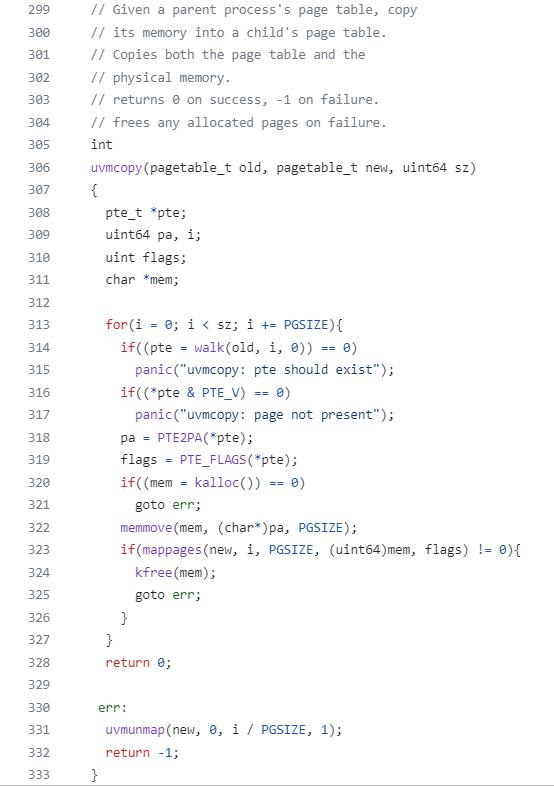 299 // Given a parent process's page table, copy
300 // its memory into a child's page table.
301 // Copies both the page table and the
302 // physical memory.
303 // returns 0 on success, -1 on failure.
304 // frees any allocated pages on failure.
305 int
306 uvmcopy(pagetable_t old, pagetable_t new, uint64 sz)
307 {
308   pte_t *pte;
309   uint64 pa, i;
310   uint flags;
311   char *mem;
312
313   for(i = 0; i < sz; i += PGSIZE){
314     if((pte = walk(old, i, 0)) == 0)
315       panic("uvmcopy: pte should exist");
316     if((*pte & PTE_V) == 0)
317       panic("uvmcopy: page not present");
318     pa = PTE2PA(*pte);
319     flags = PTE_FLAGS(*pte);
320     if((mem = kalloc()) == 0)
321       goto err;
322     memmove(mem, (char*)pa, PGSIZE);
323     if(mappages(new, i, PGSIZE, (uint64)mem, flags) != 0){
324       kfree(mem);
325       goto err;
326     }
327   }
328   return 0;
329
330  err:
331   uvmunmap(new, 0, i / PGSIZE, 1);
332   return -1;
333 }